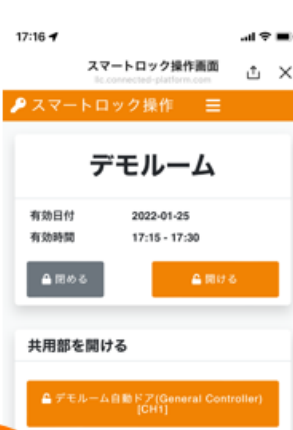 17:16
スマートロック操作画面
llc.connected-platform.com
スマートロック操作
デモルーム
有効日付 2022-01-25
有効時間 17:15 - 17:30
閉める 開ける
共用部を開ける
デモルーム自動ドア(General Controller)
[CH1]